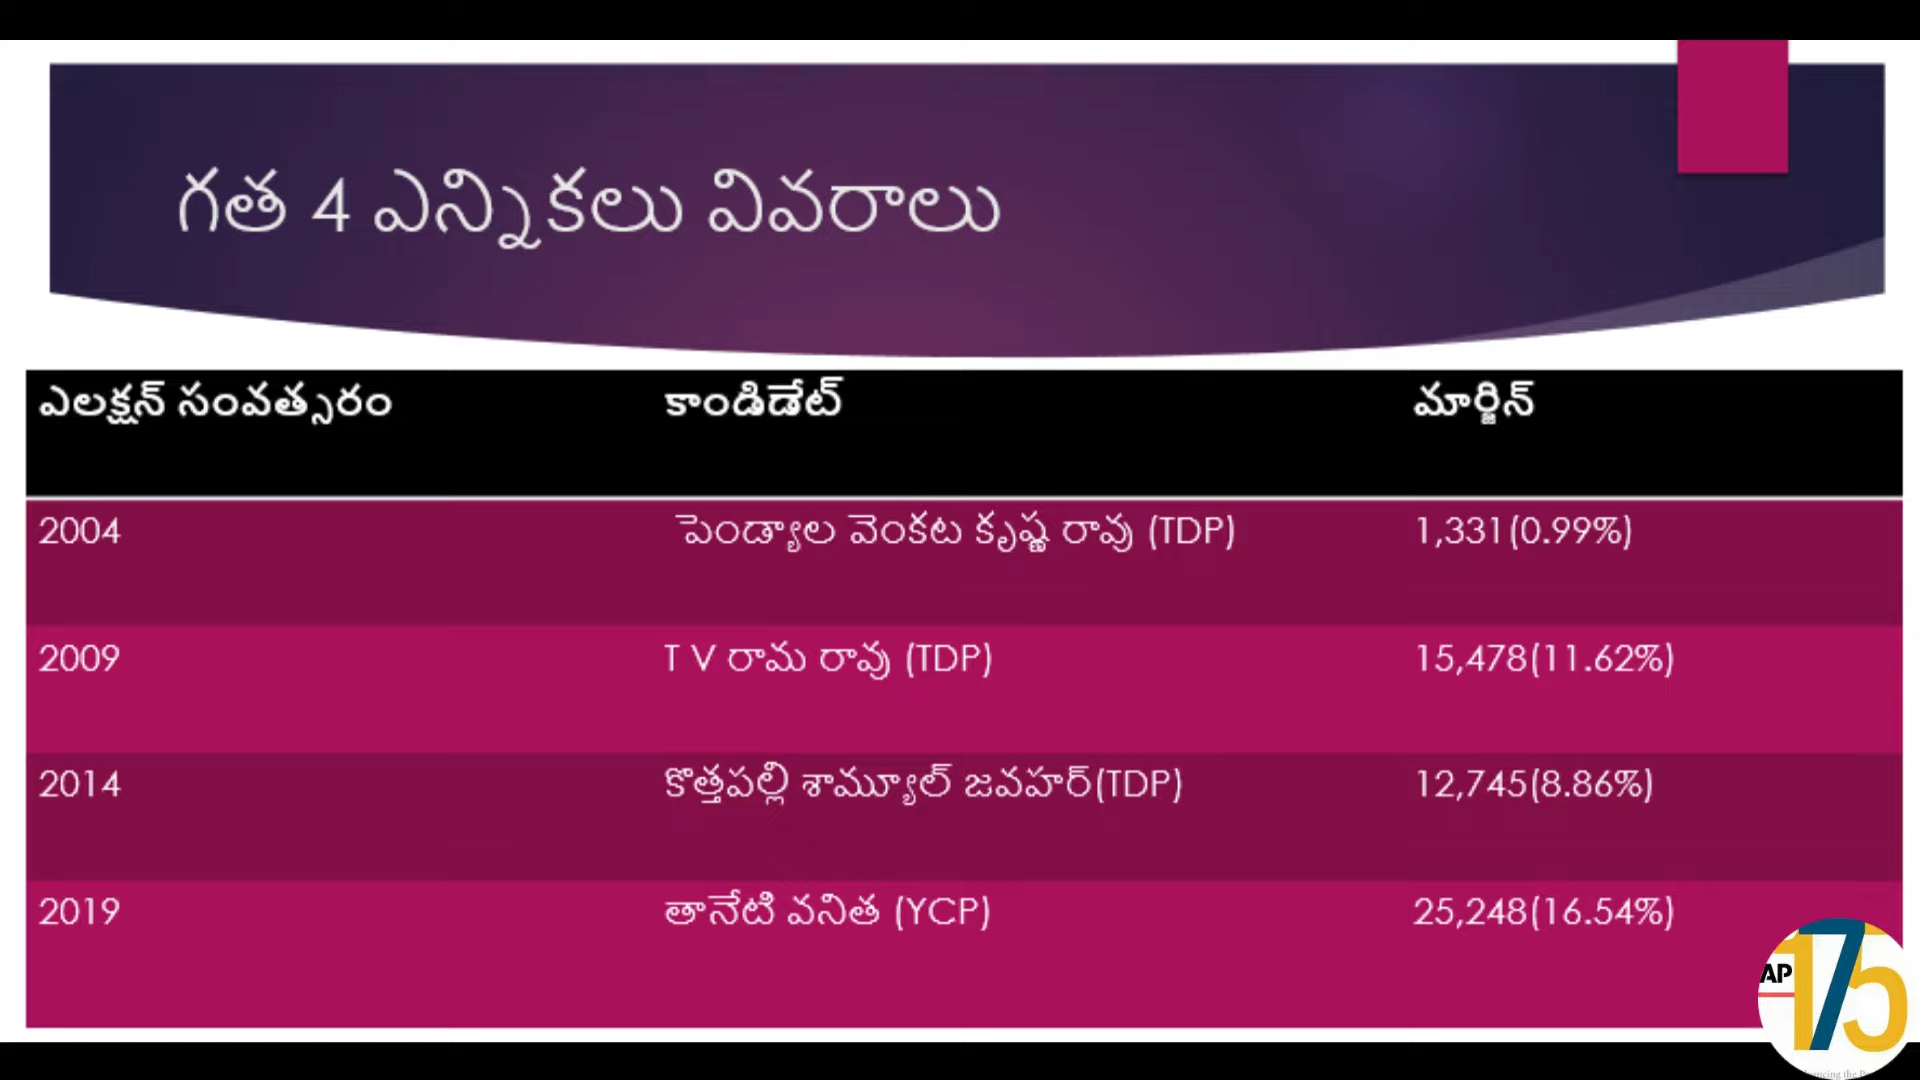 గత 4 ఎన్నికలు వివరాలు
ఎలక్షన్ సంవత్సరం కాండిడేట్ మార్జిన్
2004 పెండ్యాల వెంకట కృష్ణ రావు (TDP) 1,331(0.99%)
2009 T V రామ రావు (TDP) 15,478(11.62%)
2014 కొత్తపల్లి శామ్యూల్ జవహర్(TDP) 12,745(8.86%)
2019 తానేటి వనిత (YCP) 25,248(16.54%)
AP 175